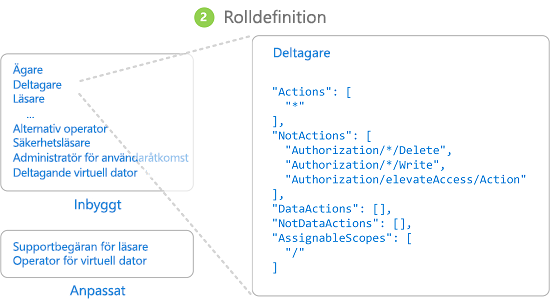 2 Rolldefinition
Ägare
Deltagare
Läsare
...
Alternativ operator
Säkerhetsläsare
Administratör för användaråtkomst
Deltagande virtuell dator
Inbyggt
Supportbegäran för läsare
Operator för virtuell dator
Anpassat
Deltagare
"Actions": [
"*"
],
"NotActions": [
"Authorization/*/Delete",
"Authorization/*/Write",
"Authorization/elevateAccess/Action"
],
"DataActions": [],
"NotDataActions": [],
"AssignableScopes": [
"/"
]